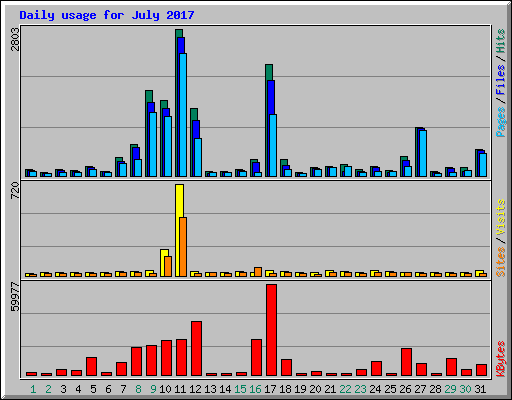 Daily usage for July 2017
2803
Pages / Files / Hits
720
Sites / Visits
59977
KBytes
1 2 3 4 5 6 7 8 9 10 11 12 13 14 15 16 17 18 19 20 21 22 23 24 25 26 27 28 29 30 31